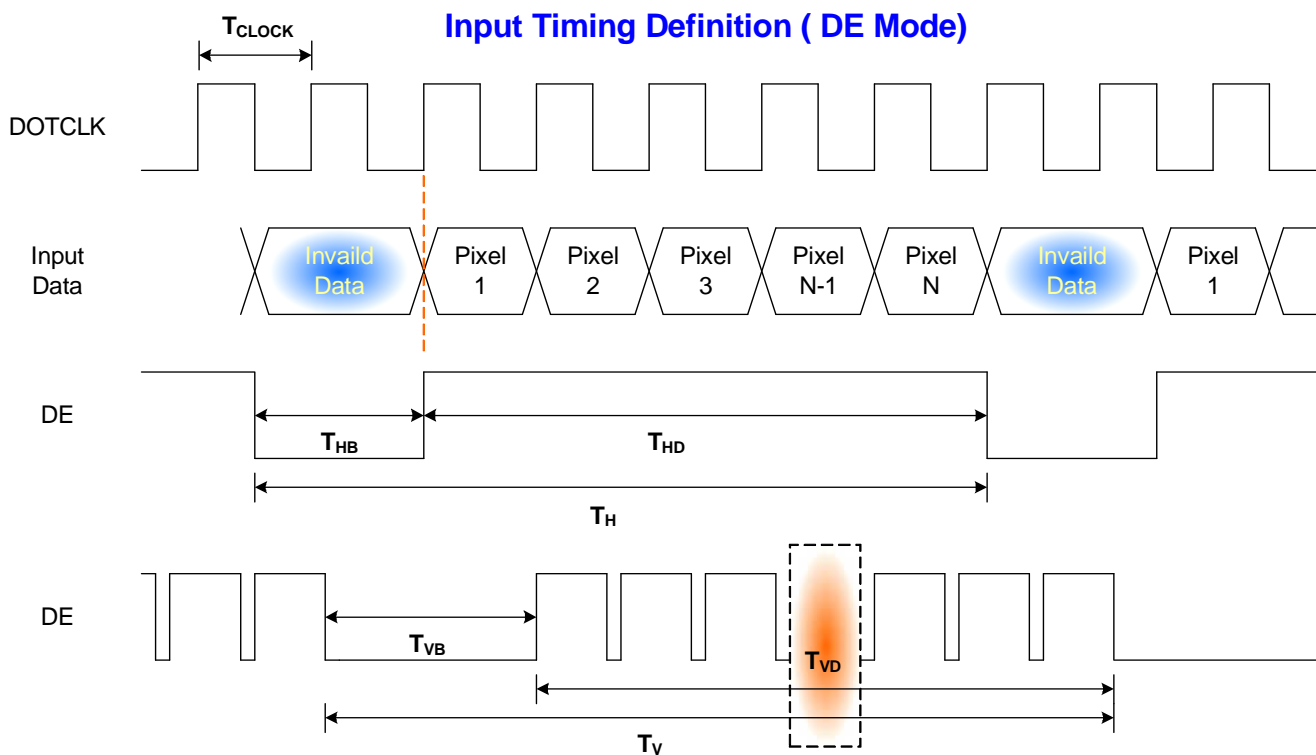 Input Timing Definition ( DE Mode)
TCLOCK
DOTCLK
Input
Data
Invaild
Data
Pixel
1
Pixel
2
Pixel
3
Pixel
N-1
Pixel
N
Invaild
Data
Pixel
1
DE
THB
THD
TH
DE
TVB
TVD
TV